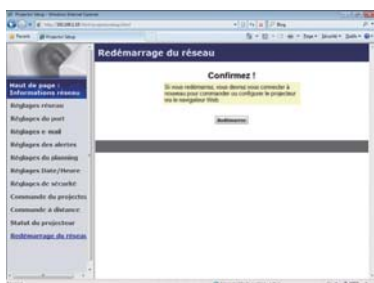 Redémarrage du réseau
Confirmez !
Si vous redémarrez, vous devrez vous connecter à
nouveau pour commander ou configurer le projecteur
via le navigateur Web.
Redémarrer
Haut de page :
Informations réseau
Réglages réseau
Réglages du port
Réglages e-mail
Réglages des alertes
Réglages du planning
Réglages Date/Heure
Réglages de sécurité
Commande du projecteu
Commande à distance
Statut du projecteur
Redémarrage du réseau